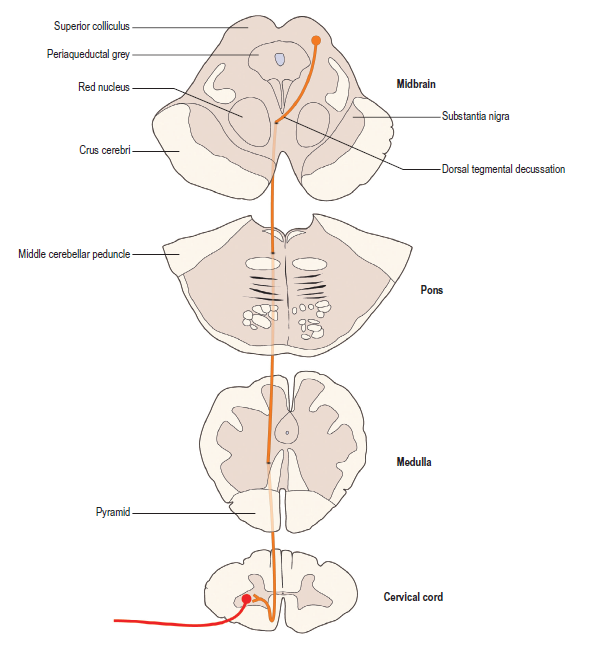 Superior colliculus
Periaqueductal grey
Red nucleus
Midbrain
Substantia nigra
Crus cerebri
Dorsal tegmental decussation
Middle cerebellar peduncle
Pons
Medulla
Pyramid
Cervical cord